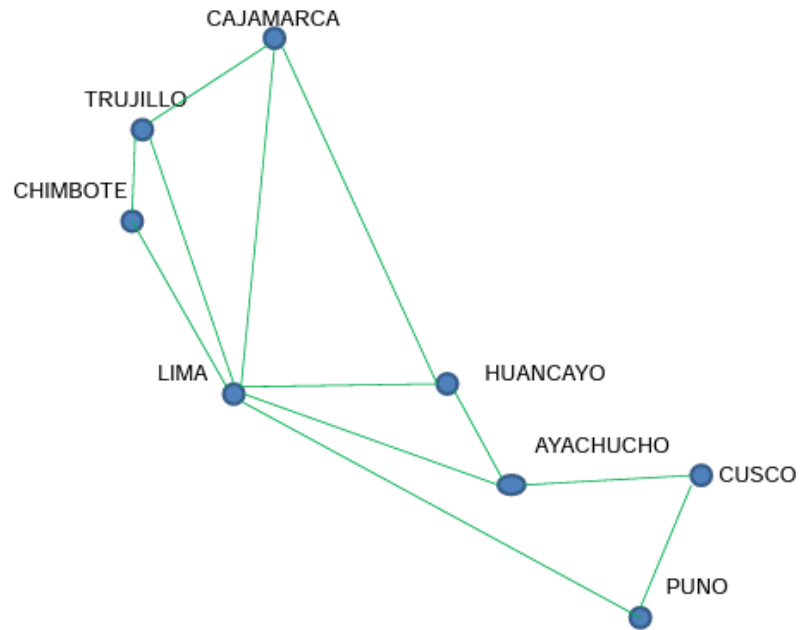 CAJAMARCA
TRUJILLO
CHIMBOTE
LIMA
HUANCAYO
AYACHUCHO
CUSCO
PUNO